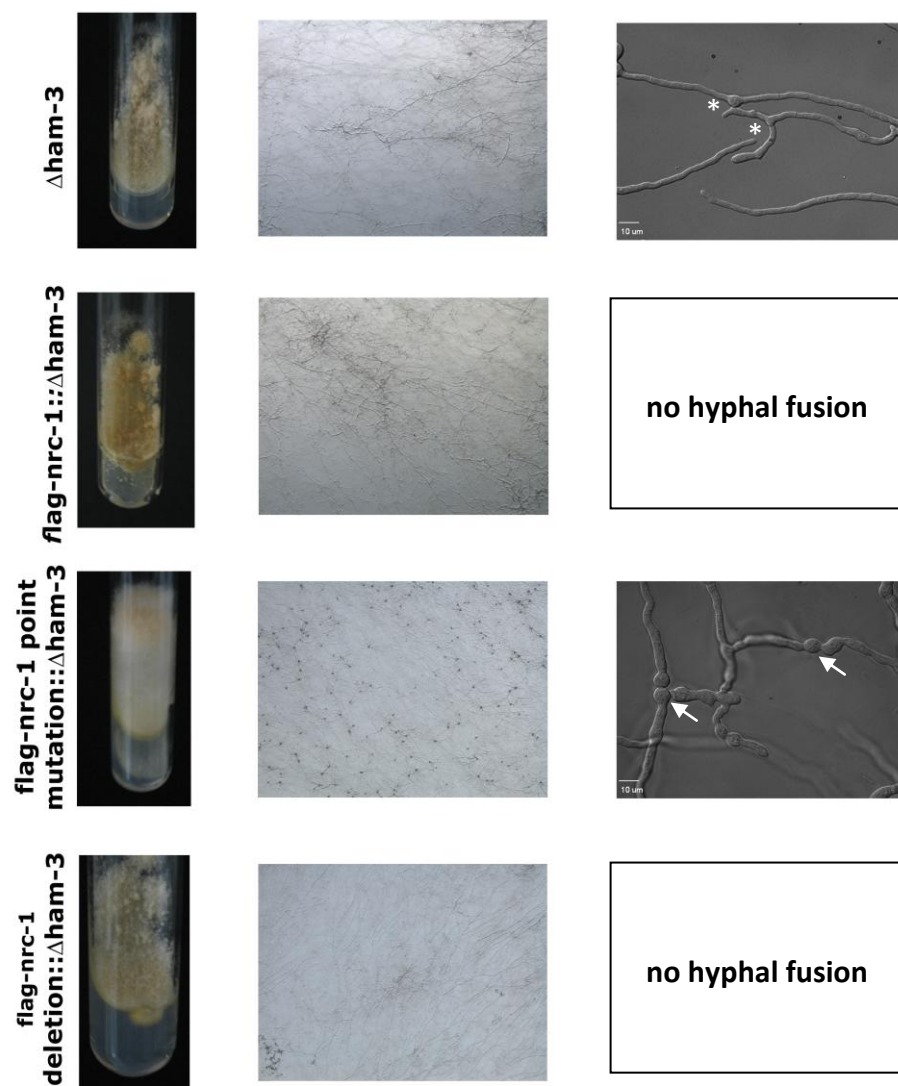 Δham-3
*
*
10 um
flag-nrc-1::Δham-3
no hyphal fusion
flag-nrc-1 point
mutation::Δham-3
10 um
flag-nrc-1
deletion::Δham-3
no hyphal fusion